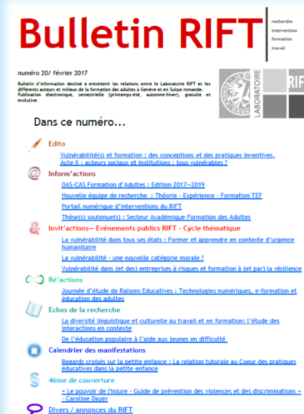 Bulletin RIFT
recherche
intervention
formation
travail
numéro 20/ février 2017
Bulletin d'information destiné à entretenir les relations entre le Laboratoire RIFT et les
différents acteurs et milieux de la formation des adultes à Genève et en Suisse romande.
Publication électronique, semestrielle (printemps-été, automne-hiver), gratuite et
évolutive.
LABORATOIRE
RIF
Dans ce numéro...
Edito
Vulnérabilité(s) et formation : des conceptions et des pratiques inventives.
Acte II : acteurs sociaux et institutions : tous vulnérables !
Inform'actions
DAS-CAS Formation d'Adultes : Edition 2017—2019
Nouvelle équipe de recherche : Théorie - Expérience - Formation TEF
Portail numérique d'interventions du RIFT
Thèse(s) soutenue(s) : Secteur Académique Formation des Adultes
Invit'actions— Evénements publics RIFT - Cycle thématique
La vulnérabilité dans tous ses états : Former et apprendre en contexte d'urgence
humanitaire
La vulnérabilité - une nouvelle catégorie morale ?
Vulnérabilité dans (et des) entreprises à risques et formation à (et par) la résilience
Ré'actions
Journée d'étude de Raisons Educatives : Technologies numériques, e-formation et
éducation des adultes
Echos de la recherche
La diversité linguistique et culturelle au travail et en formation: l'étude des
interactions en contexte
De l'éducation populaire à l'aide aux jeunes en difficulté
Calendrier des manifestations
Regards croisés sur la petite enfance : La relation tutorale au Coeur des pratiques
éducatives dans la petite enfance
4ème de couverture
« Le pouvoir de l'injure - Guide de prévention des violences et des discriminations »
- Caroline Dayer
Divers / annonces du RIFT